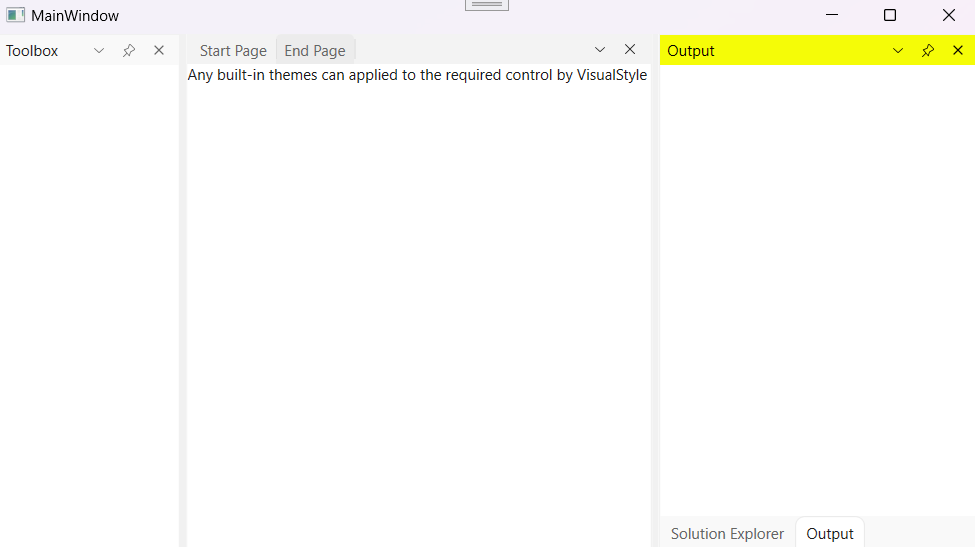 MainWindow
Toolbox
Start Page
End Page
Output
Any built-in themes can applied to the required control by VisualStyle
Solution Explorer
Output